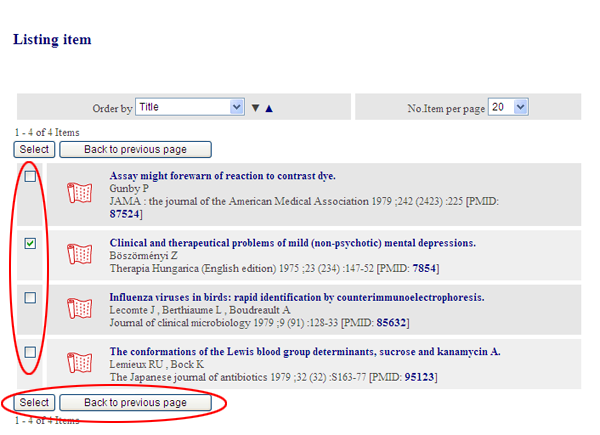 Listing item
Order by Title ▼ ▲ No.Item per page 20
1 - 4 of 4 Items
Select Back to previous page
Assay might forewarn of reaction to contrast dye.
Gunby P
JAMA : the journal of the American Medical Association 1979 ;242 (2423) :225 [PMID:
87524]
Clinical and therapeutical problems of mild (non-psychotic) mental depressions.
Böszörményi Z
Therapia Hungarica (English edition) 1975 ;23 (234) :147-52 [PMID: 7854]
Influenza viruses in birds: rapid identification by counterimmunoelectrophoresis.
Lecomte J , Berthiaume L , Boudreault A
Journal of clinical microbiology 1979 ;9 (91) :128-33 [PMID: 85632]
The conformations of the Lewis blood group determinants, sucrose and kanamycin A.
Lemieux RU , Bock K
The Japanese journal of antibiotics 1979 ;32 (32) :S163-77 [PMID: 95123]
Select Back to previous page
1 - 4 of 4 Items